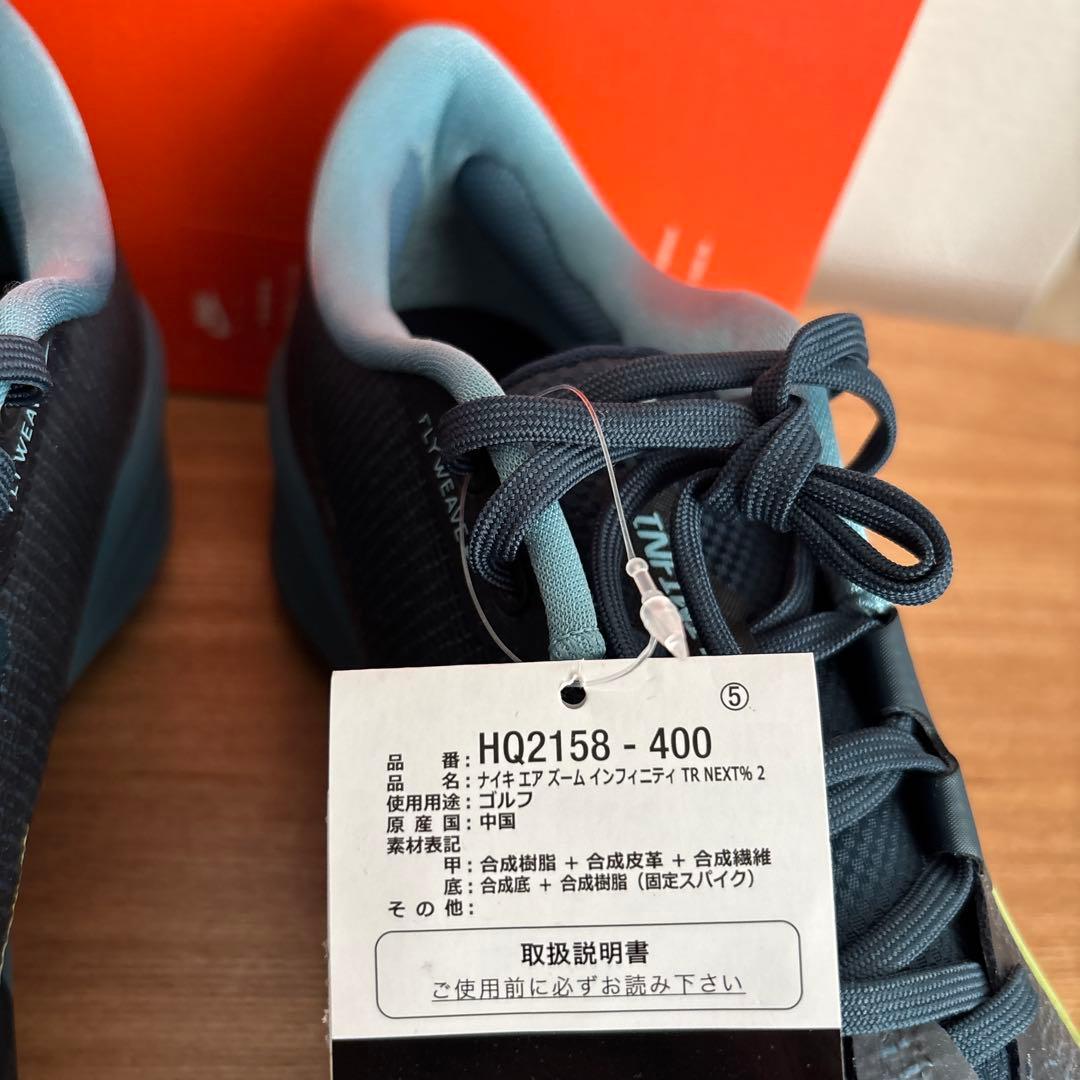 FLYWEAVE
⑤
品 番 : HQ2158 - 400
品 名 : ナイキ エア ズーム インフィニティ TR NEXT% 2
使用用途 : ゴルフ
原 産 国 : 中国
素材表記
甲 : 合成樹脂 + 合成皮革 + 合成繊維
底 : 合成底 + 合成樹脂 (固定スパイク)
そ の 他 :
取扱説明書
ご使用前に必ずお読み下さい